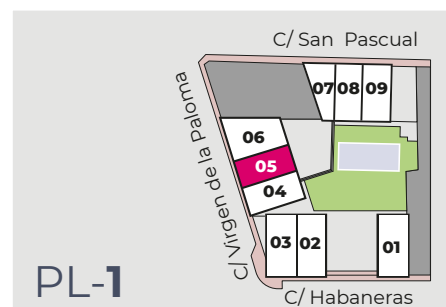 C/ San Pascual
07 08 09
C/ Virgen de la Paloma
06
05
04
03 02 01
PL-1
C/ Habaneras